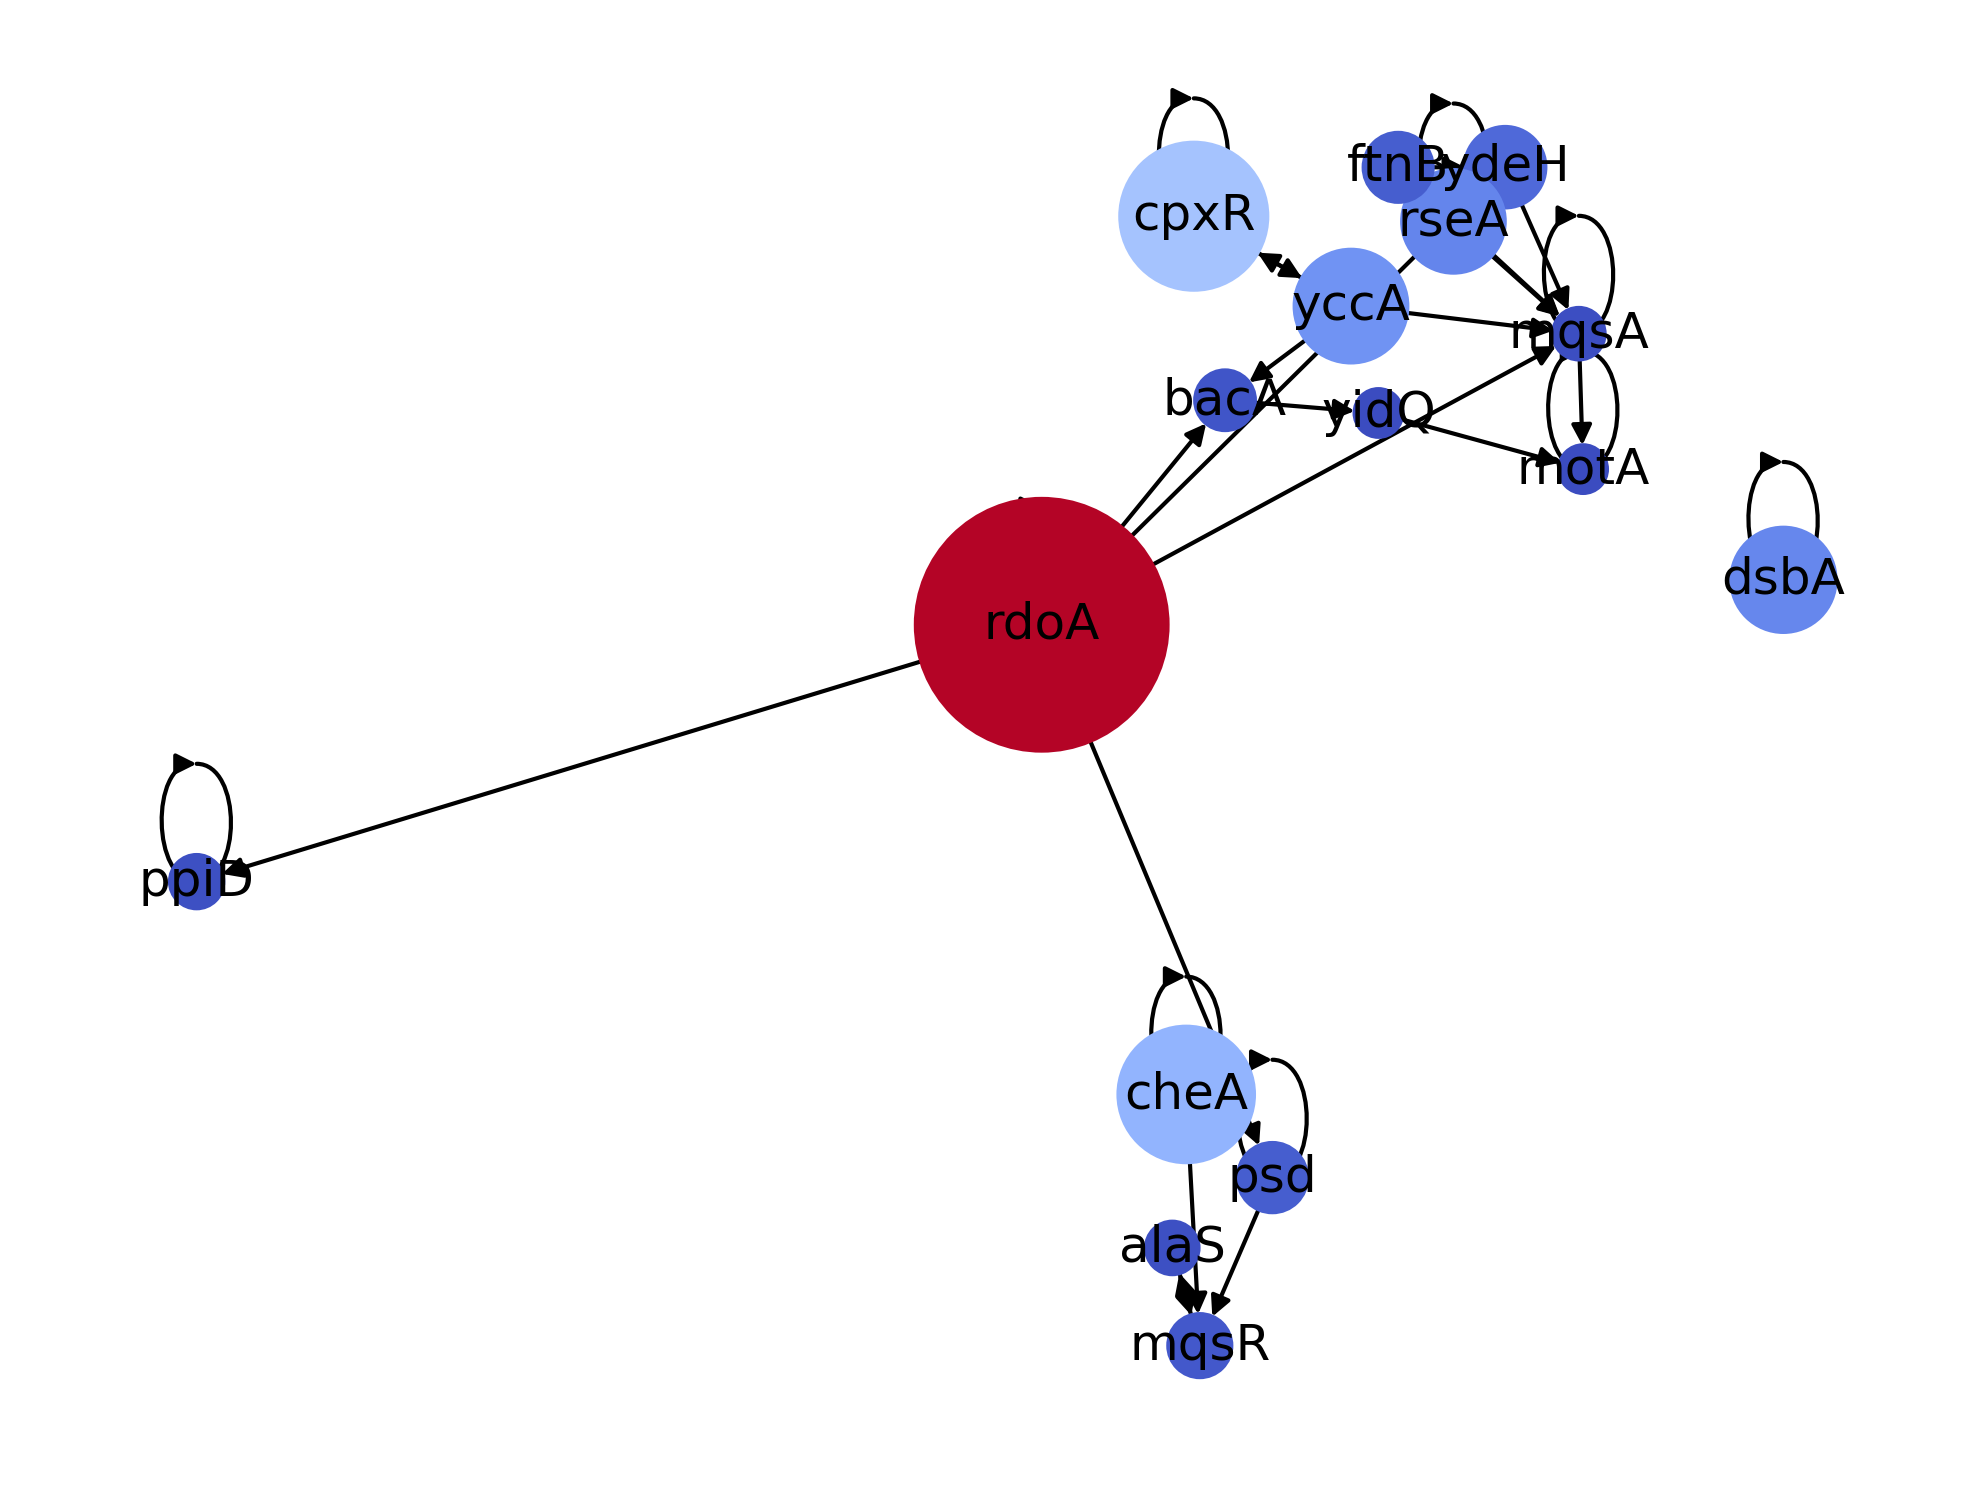 ftnB
ydeH
cpxR
rseA
yccA
mqsA
bacA
yidQ
motA
dsbA
rdoA
ppiD
cheA
psd
alaS
mqsR